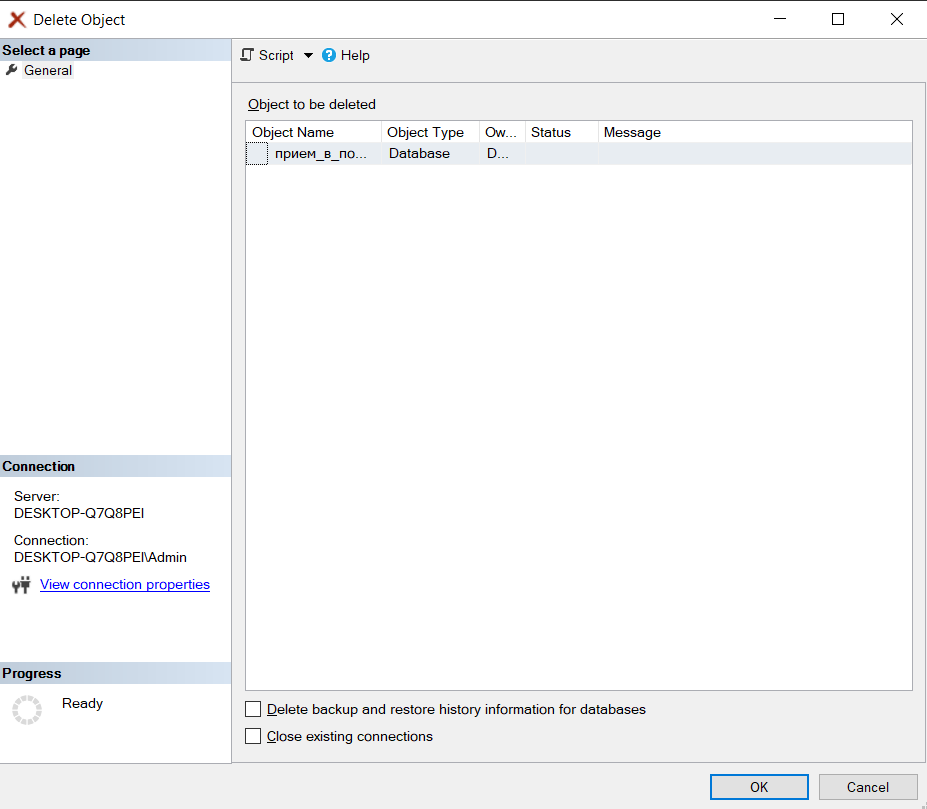 Delete Object
Select a page
General
Script
Help
Object to be deleted
Object Name Object Type Ow... Status Message
прием_в_по... Database D...
Connection
Server:
DESKTOP-Q7Q8PEI
Connection:
DESKTOP-Q7Q8PEI\Admin
View connection properties
Progress
Ready
Delete backup and restore history information for databases
Close existing connections
OK
Cancel